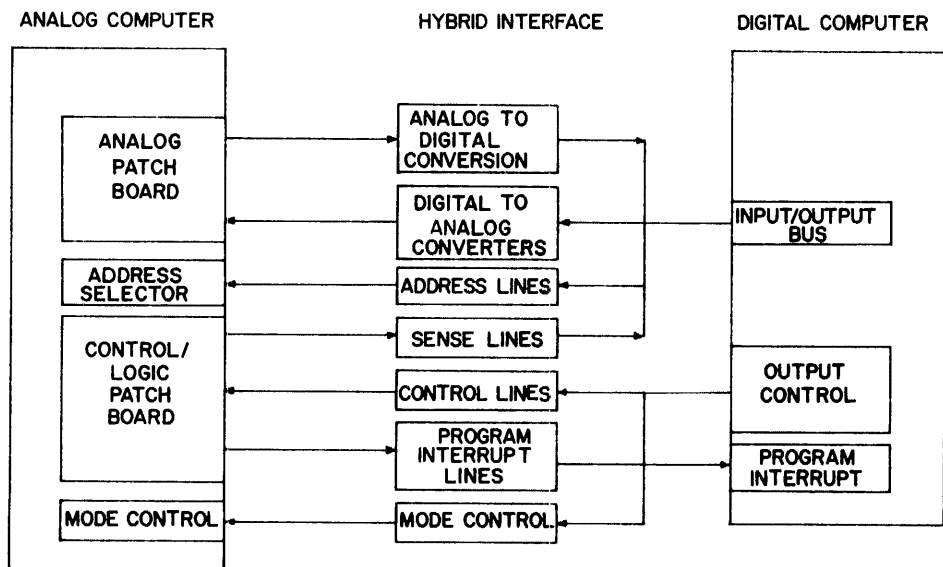 ANALOG COMPUTER
HYBRID INTERFACE
DIGITAL COMPUTER
ANALOG
PATCH
BOARD
ADDRESS
SELECTOR
CONTROL/
LOGIC
PATCH
BOARD
MODE CONTROL
ANALOG TO
DIGITAL
CONVERSION
DIGITAL TO
ANALOG
CONVERTERS
ADDRESS LINES
SENSE LINES
CONTROL LINES
PROGRAM
INTERRUPT
LINES
MODE CONTROL
INPUT/OUTPUT
BUS
OUTPUT
CONTROL
PROGRAM
INTERRUPT